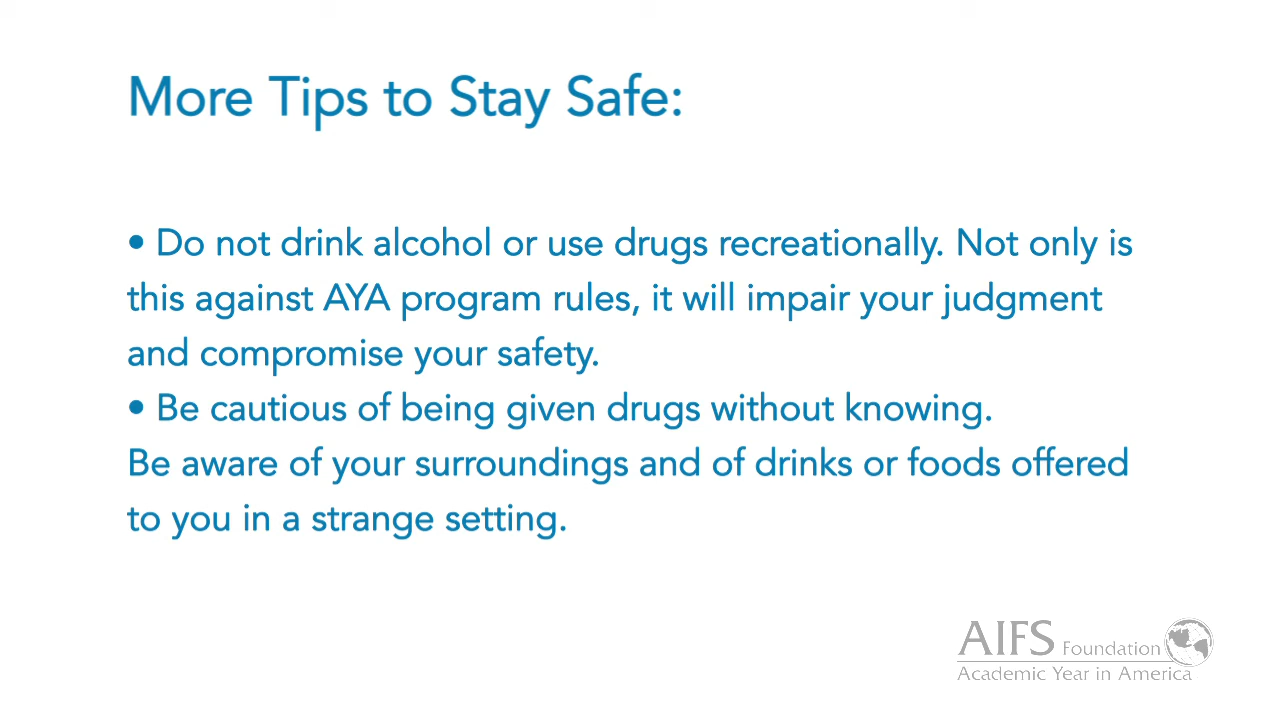 More Tips to Stay Safe:
• Do not drink alcohol or use drugs recreationally. Not only is
this against AYA program rules, it will impair your judgment
and compromise your safety.
• Be cautious of being given drugs without knowing.
Be aware of your surroundings and of drinks or foods offered
to you in a strange setting.
AIFS Foundation
Academic Year in America